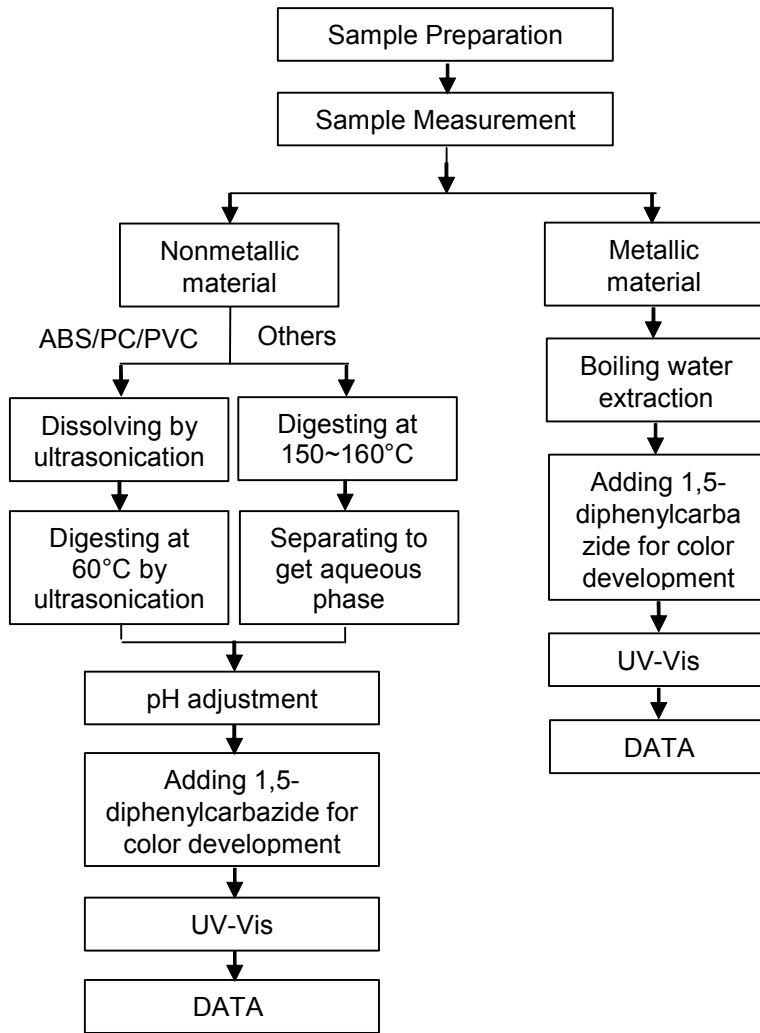 Sample Preparation
Sample Measurement
Nonmetallic
material
Metallic
material
ABS/PC/PVC
Others
Boiling water
extraction
Dissolving by
ultrasonication
Digesting at
150~160°C
Adding 1,5-
diphenylcarba
zide for color
development
Digesting at
60°C by
ultrasonication
Separating to
get aqueous
phase
UV-Vis
pH adjustment
DATA
Adding 1,5-
diphenylcarbazide for
color development
UV-Vis
DATA